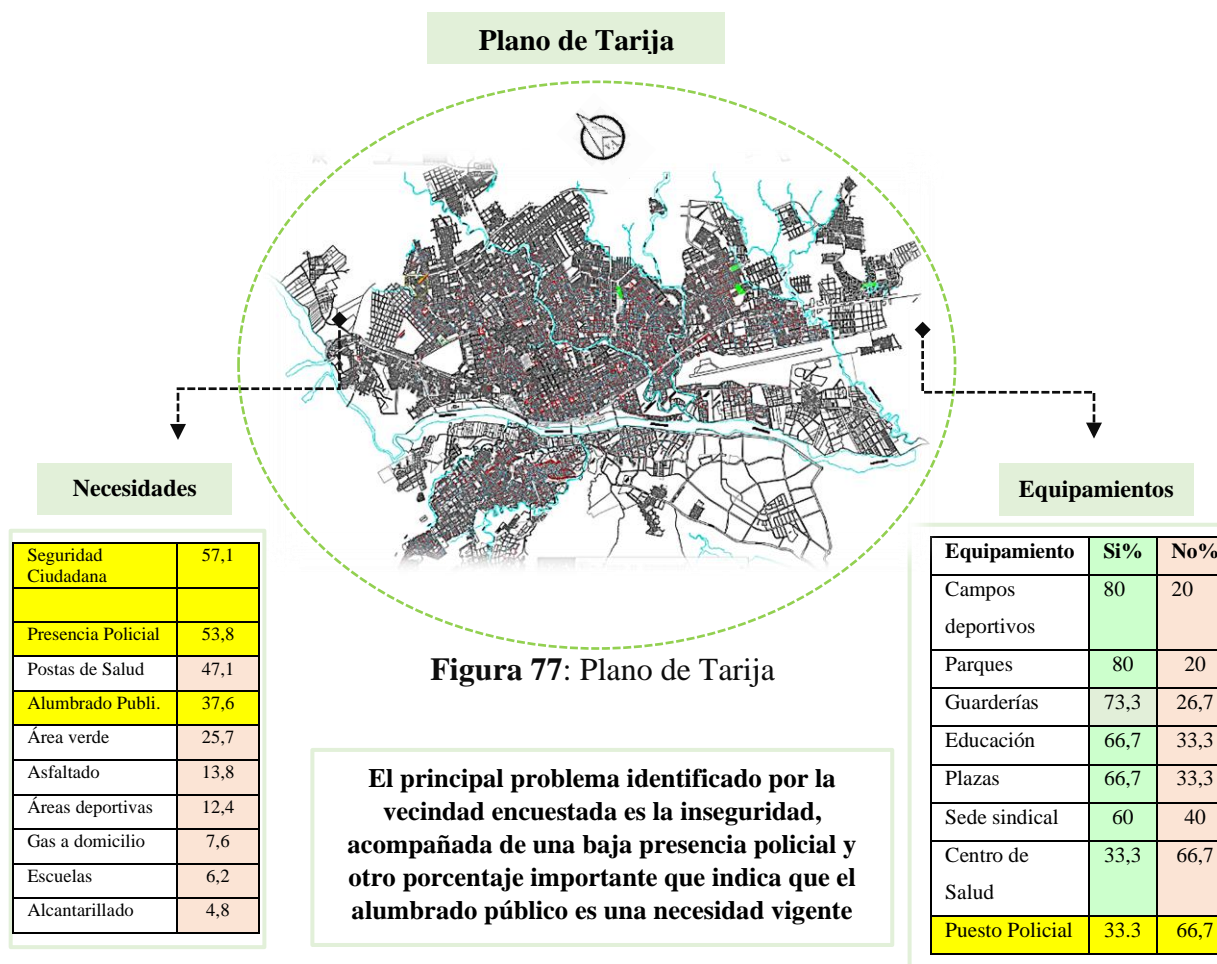 Plano de Tarija
Necesidades
Seguridad
Ciudadana
57,1
Presencia Policial 53,8
Postas de Salud 47,1
Alumbrado Publi. 37,6
Área verde 25,7
Asfaltado 13,8
Áreas deportivas 12,4
Gas a domicilio 7,6
Escuelas 6,2
Alcantarillado 4,8
Figura 77: Plano de Tarija
El principal problema identificado por la
vecindad encuestada es la inseguridad,
acompañada de una baja presencia policial y
otro porcentaje importante que indica que el
alumbrado público es una necesidad vigente
Equipamientos
Equipamiento Si% No%
Campos
deportivos
80 20
Parques 80 20
Guarderías 73,3 26,7
Educación 66,7 33,3
Plazas 66,7 33,3
Sede sindical 60 40
Centro de
Salud
33,3 66,7
Puesto Policial 33.3 66,7